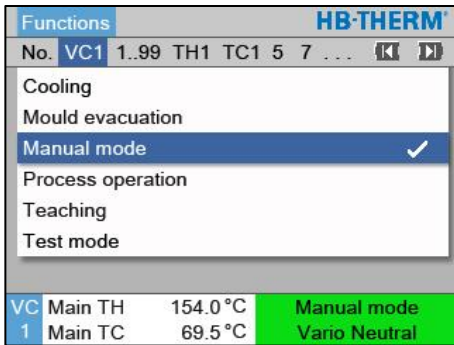 Functions HB-THERM®
No. VC1 1..99 TH1 TC1 5 7 ...
Cooling
Mould evacuation
Manual mode
Process operation
Teaching
Test mode
VC Main TH 154.0 °C Manual mode
1 Main TC 69.5 °C Vario Neutral